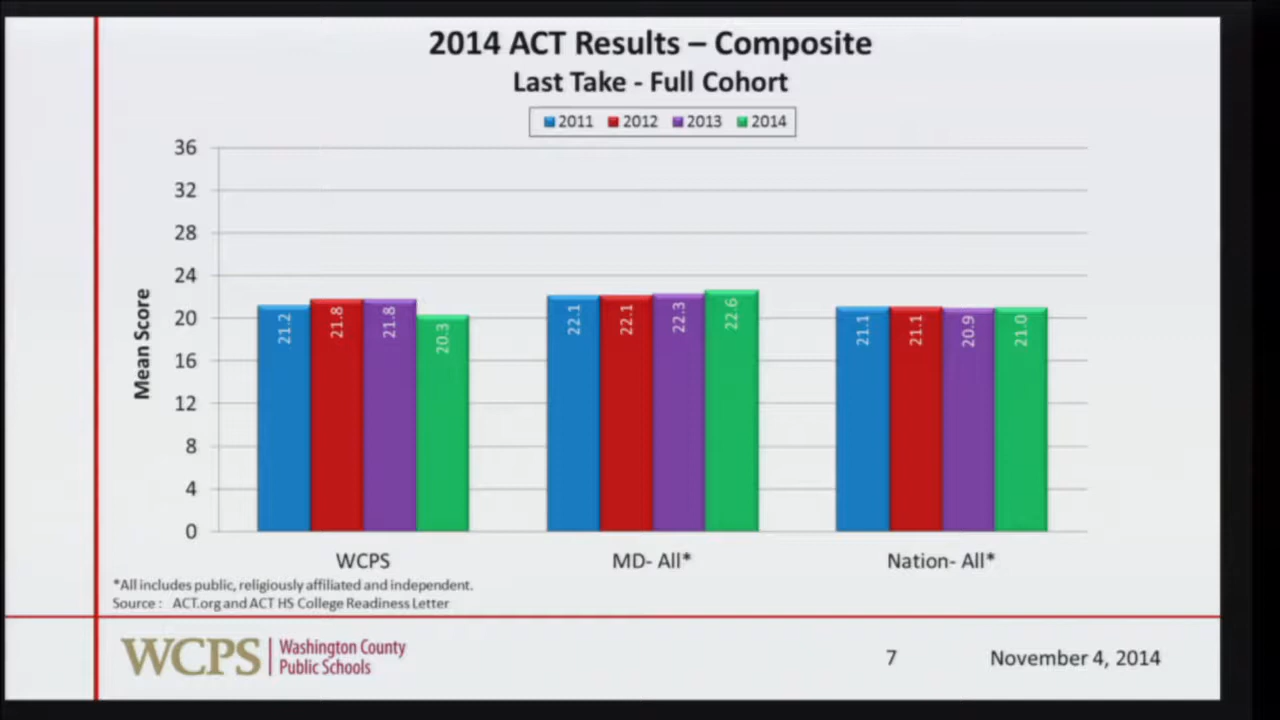 2014 ACT Results – Composite
Last Take - Full Cohort
2011 2012 2013 2014
36
32
28
24
20
16
12
8
4
0
Mean Score
21.2 21.8 21.8 20.3
22.1 22.1 22.3 22.6
21.1 21.1 20.9 21.0
WCPS MD- All* Nation- All*
*All includes public, religiously affiliated and independent.
Source : ACT.org and ACT HS College Readiness Letter
WCPS
Washington County
Public Schools
7
November 4, 2014